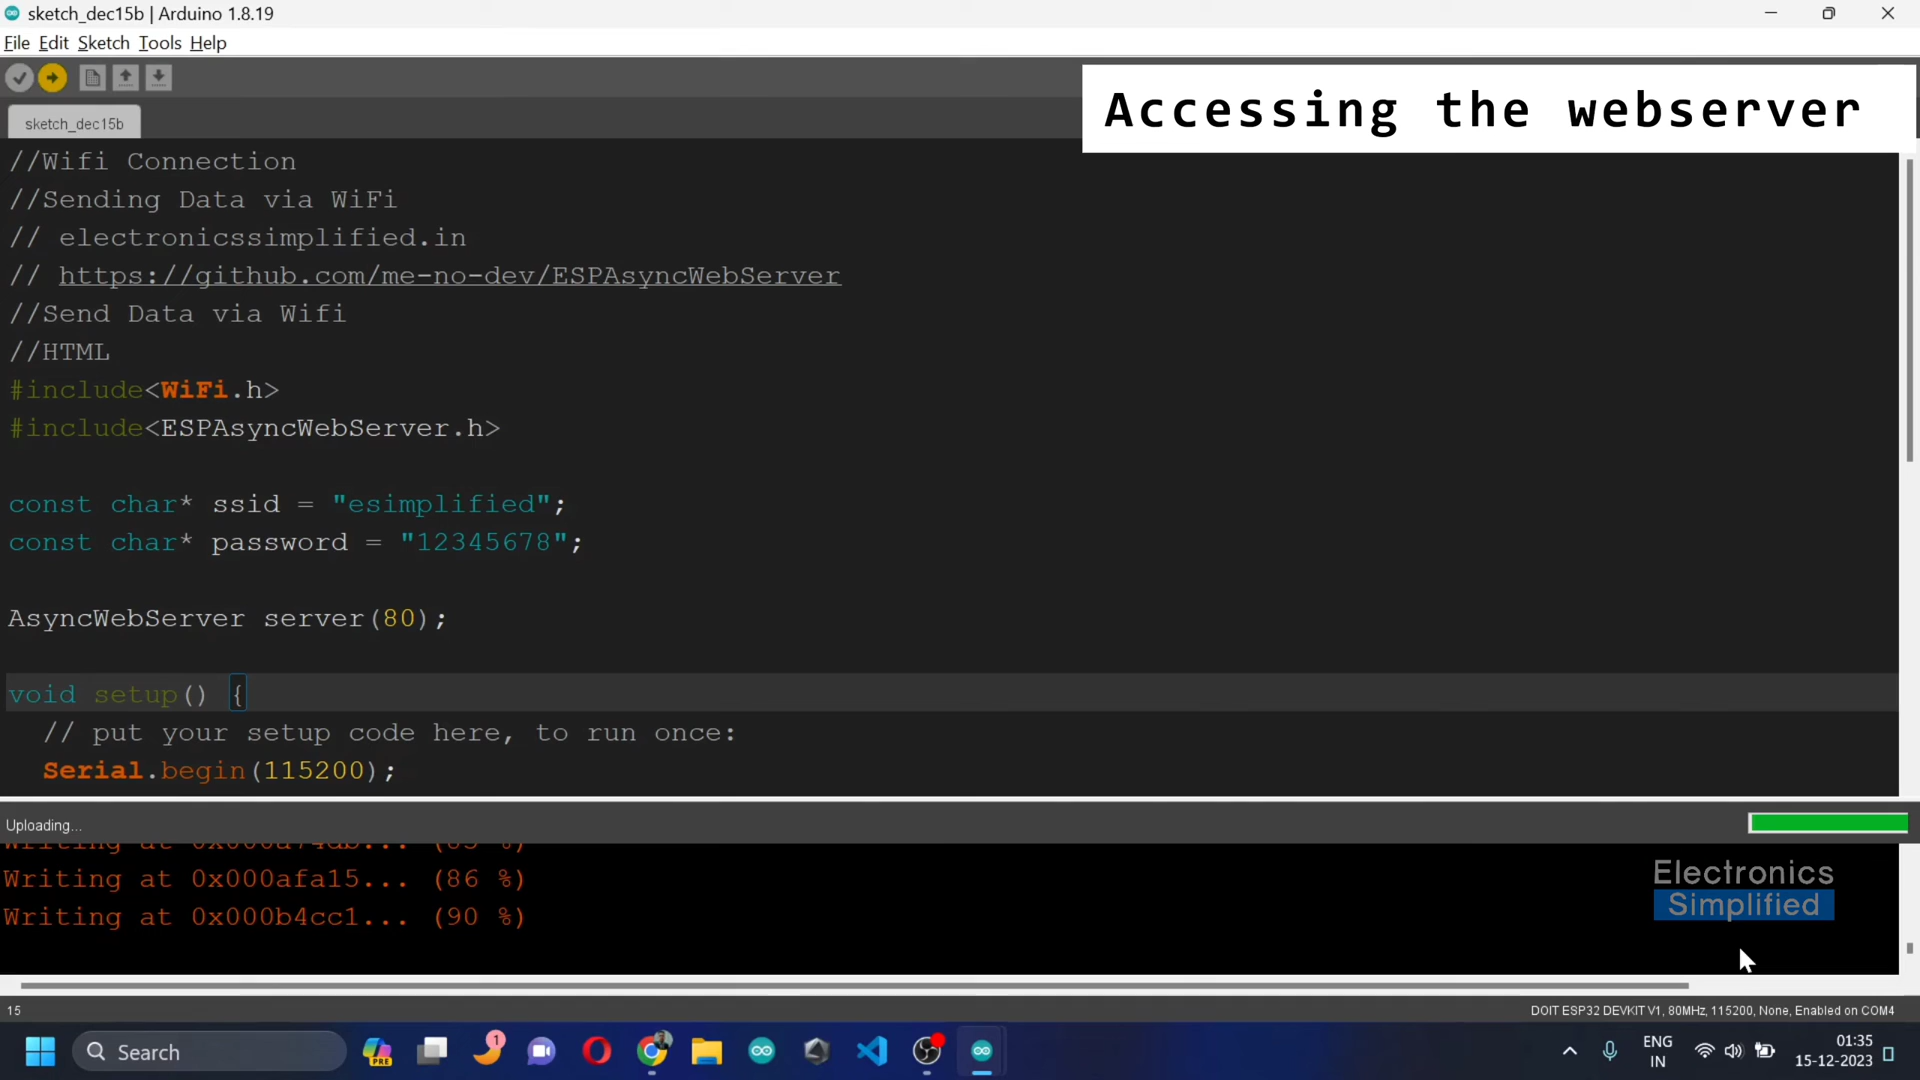 sketch_dec15b | Arduino 1.8.19
File Edit Sketch Tools Help
Accessing the webserver
sketch_dec15b
//Wifi Connection
//Sending Data via WiFi
// electronicssimplified.in
// https://github.com/me-no-dev/ESPAsyncWebServer
//Send Data via Wifi
//HTML
#include<WiFi.h>
#include<ESPAsyncWebServer.h>
const char* ssid = "esimplified";
const char* password = "12345678";
AsyncWebServer server(80);
void setup() {
// put your setup code here, to run once:
Serial.begin(115200);
Uploading...
Writing at
Writing at 0x000afa15... (86 %)
Writing at 0x000b4cc1... (90 %)
Electronics
Simplified
15
DOIT ESP32 DEVKIT V1, 80MHz, 115200, None, Enabled on COM4
Search
PRE
1
ENG
IN
01:35
15-12-2023